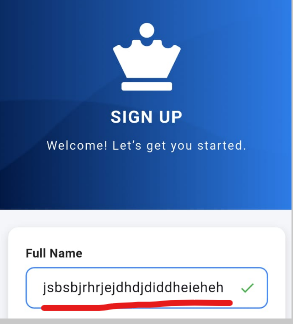 SIGN UP
Welcome! Let's get you started.
Full Name
jsbsbjrhrjejdhdjdiddheieheh